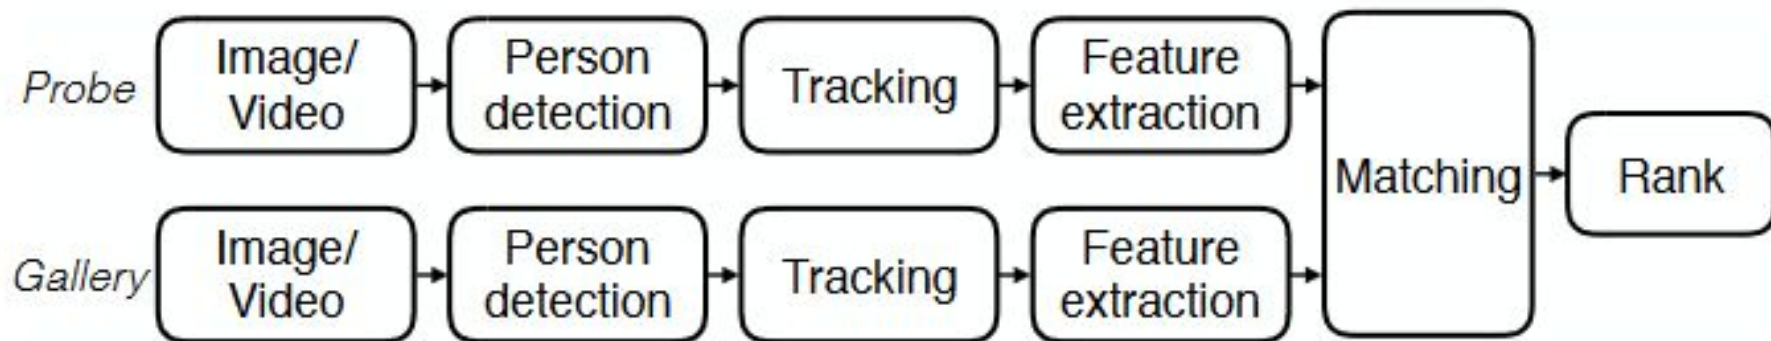 Probe
Image/
Video
Person
detection
Tracking
Feature
extraction
Matching
Rank
Gallery
Image/
Video
Person
detection
Tracking
Feature
extraction